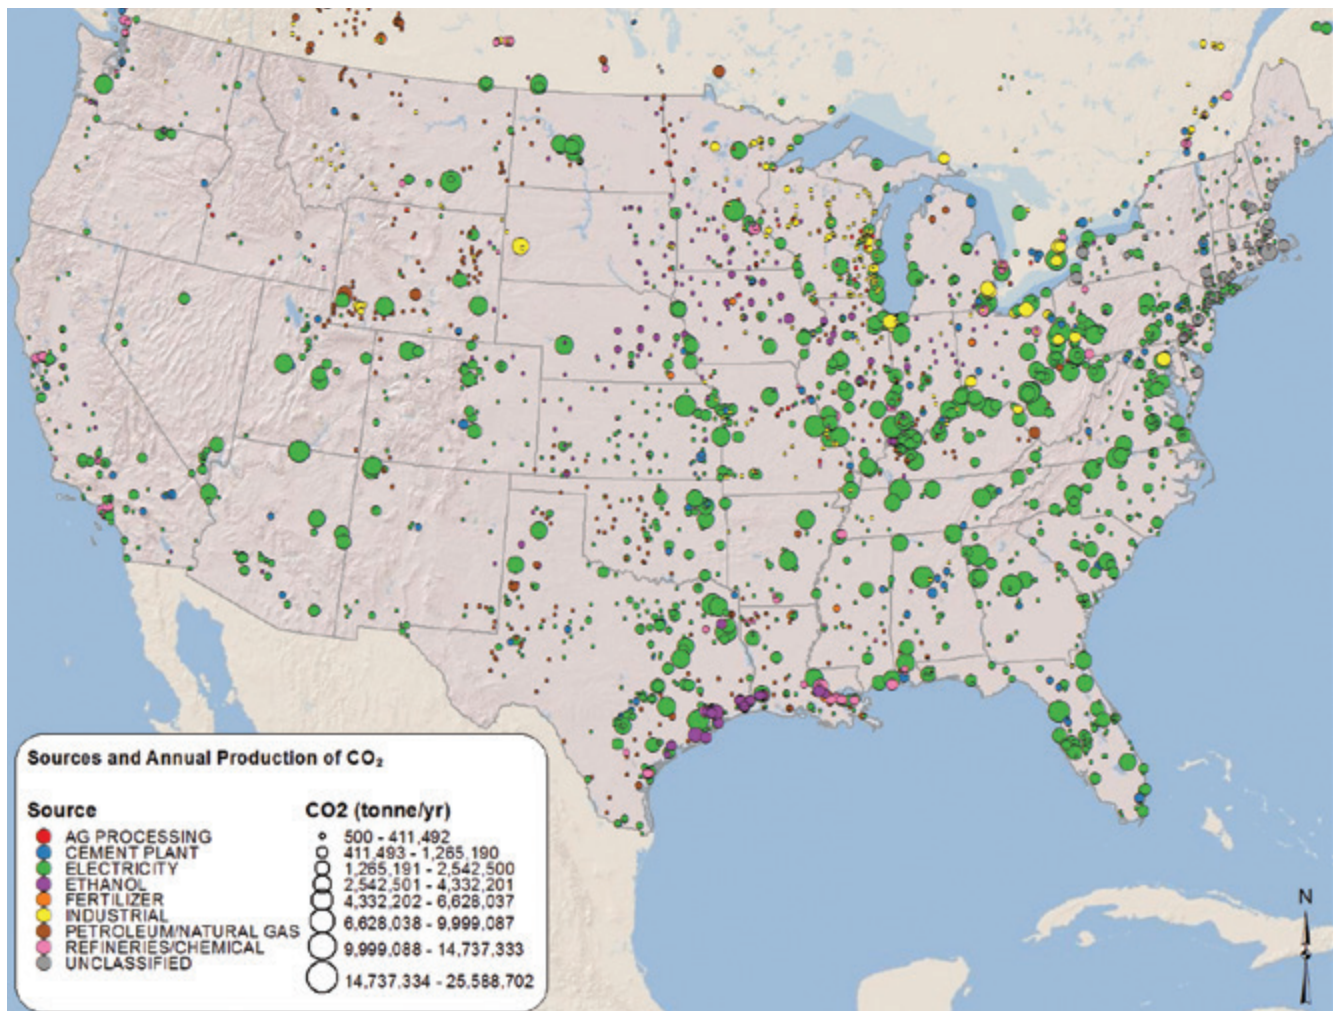 Sources and Annual Production of CO₂
Source
AG PROCESSING
CEMENT PLANT
ELECTRICITY
ETHANOL
FERTILIZER
INDUSTRIAL
PETROLEUM/NATURAL GAS
REFINERIES/CHEMICAL
UNCLASSIFIED
CO2 (tonne/yr)
500 - 411,492
411,493 - 1,265,190
1,265,191 - 2,542,500
2,542,501 - 4,332,201
4,332,202 - 6,628,037
6,628,038 - 9,999,087
9,999,088 - 14,737,333
14,737,334 - 25,588,702
N